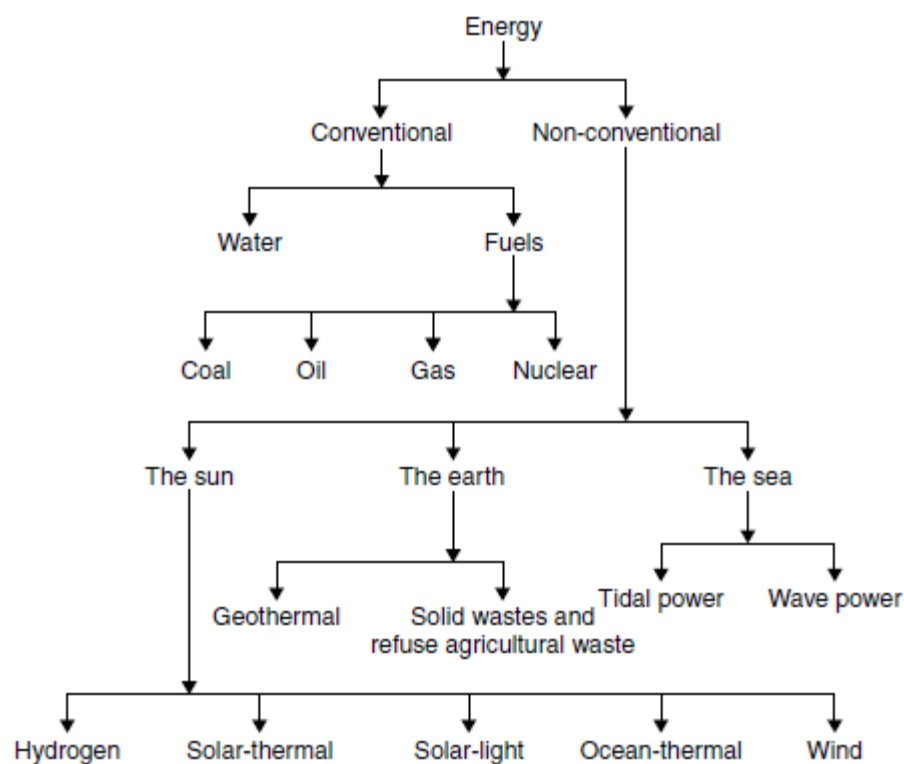 Energy
Conventional
Non-conventional
Water
Fuels
Coal
Oil
Gas
Nuclear
The sun
The earth
The sea
Geothermal
Solid wastes and
refuse agricultural waste
Tidal power
Wave power
Hydrogen
Solar-thermal
Solar-light
Ocean-thermal
Wind